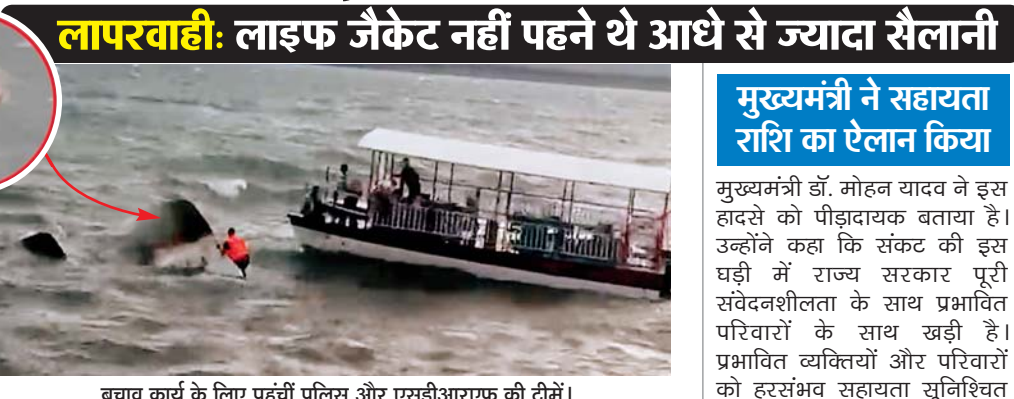 लापरवाही: लाइफ जैकेट नहीं पहने थे आधे से ज्यादा सैलानी
बचाव कार्य के लिए पहुंचीं पुलिस और एसडीआरएफ की टीमें।
मुख्यमंत्री ने सहायता
राशि का ऐलान किया
मुख्यमंत्री डॉ. मोहन यादव ने इस
हादसे को पीड़ादायक बताया है।
उन्होंने कहा कि संकट की इस
घड़ी में राज्य सरकार पूरी
संवेदनशीलता के साथ प्रभावित
परिवारों के साथ खड़ी है।
प्रभावित व्यक्तियों और परिवारों
को हरसंभव सहायता सुनिश्चित